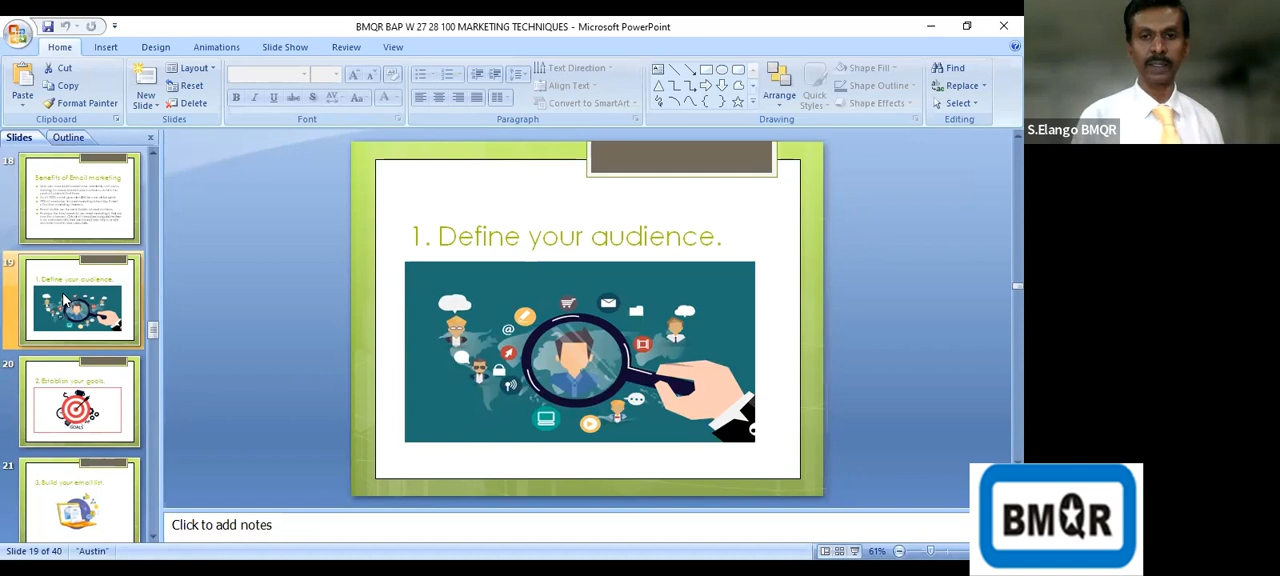 BMQR BAP W 27 28 100 MARKETING TECHNIQUES - Microsoft PowerPoint
Home Insert Design Animations Slide Show Review View
Paste
Cut
Copy
Format Painter
Clipboard
New Slide
Layout
Reset
Delete
Slides
B I U abe S AV Aa A
Font
Text Direction
Align Text
Convert to SmartArt
Paragraph
Arrange
Quick Styles
Shape Fill
Shape Outline
Shape Effects
Drawing
Find
Replace
Select
Editing
S.Elango BMQR
Slides Outline
18
Benefits of Email marketing
19
1. Define your audience.
20
2. Establish your goals.
GOALS
21
3. Build your email list.
1. Define your audience.
@
Click to add notes
BMQR
Slide 19 of 40 "Austin" 61%